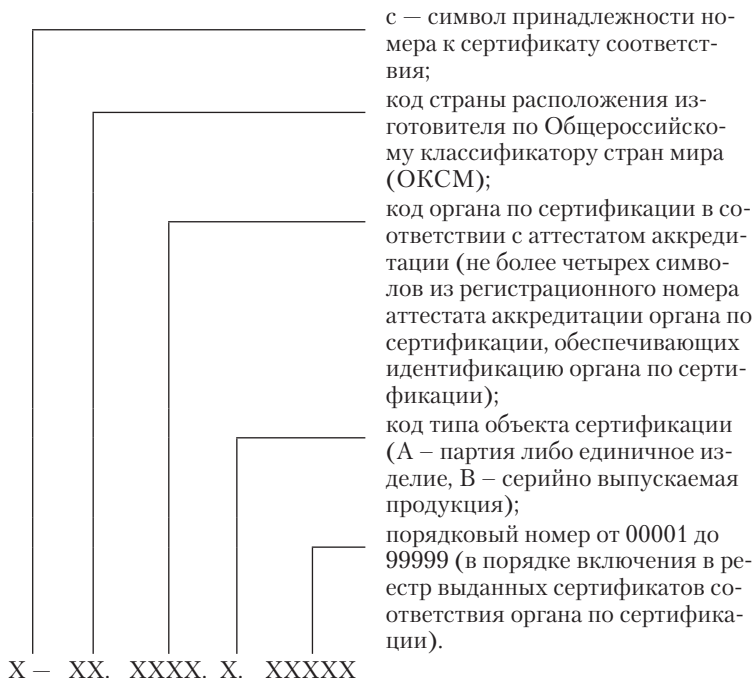 с — символ принадлежности но-
мера к сертификату соответст-
вия;
код страны расположения из-
готовителя по Общероссийско-
му классификатору стран мира
(ОКСМ);
код органа по сертификации в со-
ответствии с аттестатом аккреди-
тации (не более четырех симво-
лов из регистрационного номера
аттестата аккредитации органа по
сертификации, обеспечивающих
идентификацию органа по серти-
фикации);
код типа объекта сертификации
(А – партия либо единичное из-
делие, В – серийно выпускаемая
продукция);
порядковый номер от 00001 до
99999 (в порядке включения в ре-
естр выданных сертификатов со-
ответствия органа по сертифика-
ции).
Х — ХХ. ХХХХ. Х. ХХХХХ